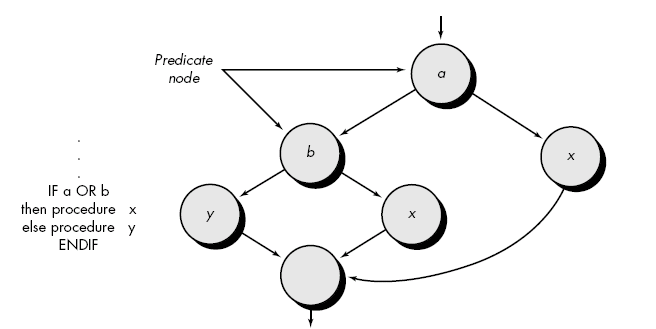 Predicate
node
a
b
x
y
x
.
.
.
IF a OR b
then procedure x
else procedure y
ENDIF